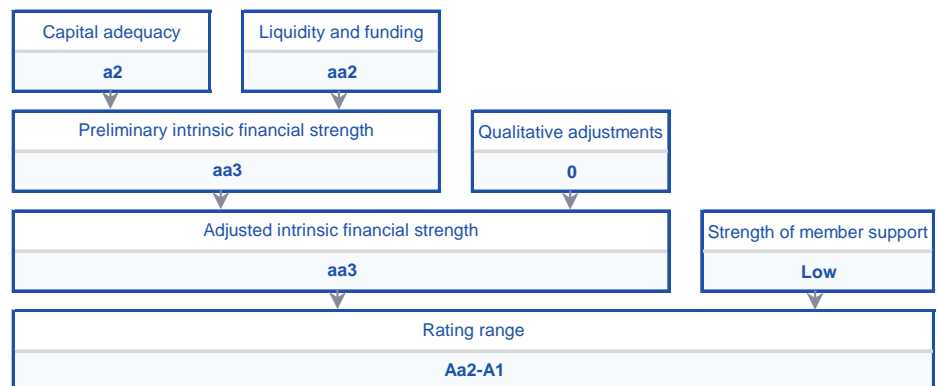 Capital adequacy
a2
Liquidity and funding
aa2
Preliminary intrinsic financial strength
aa3
Qualitative adjustments
0
Adjusted intrinsic financial strength
aa3
Strength of member support
Low
Rating range
Aa2-A1